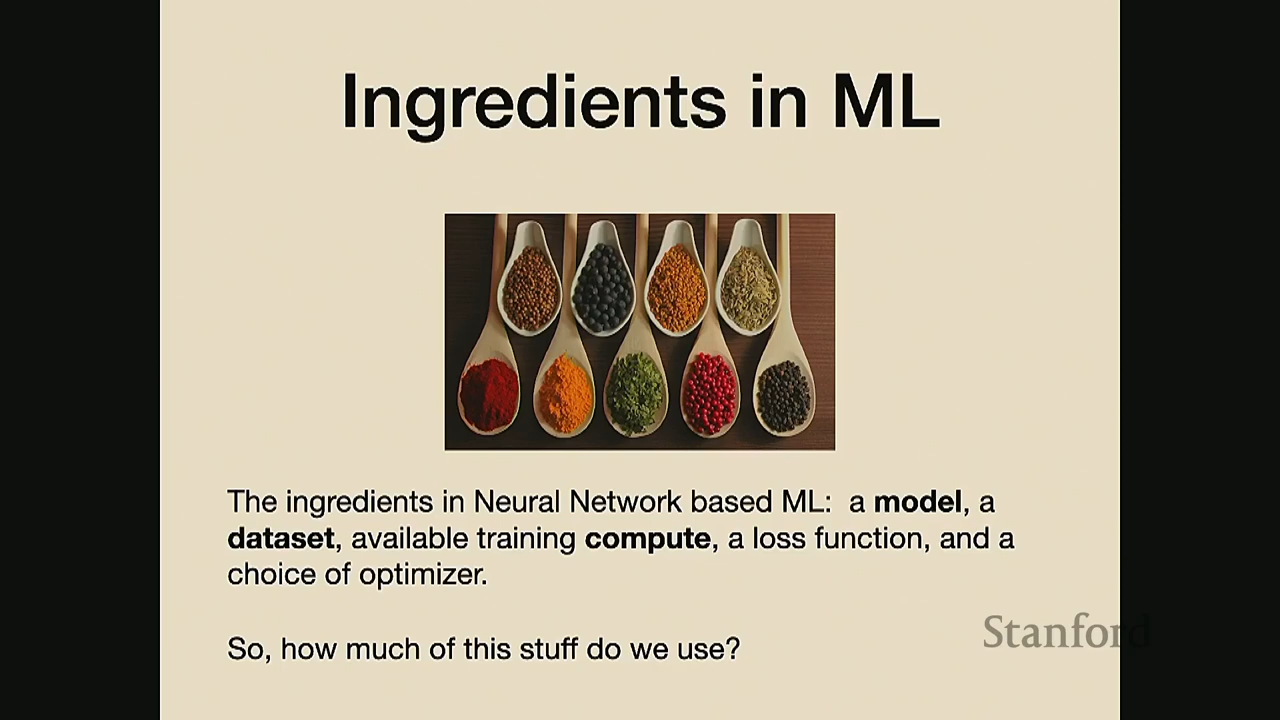 Ingredients in ML
The ingredients in Neural Network based ML: a model, a
dataset, available training compute, a loss function, and a
choice of optimizer.
So, how much of this stuff do we use?
Stanford